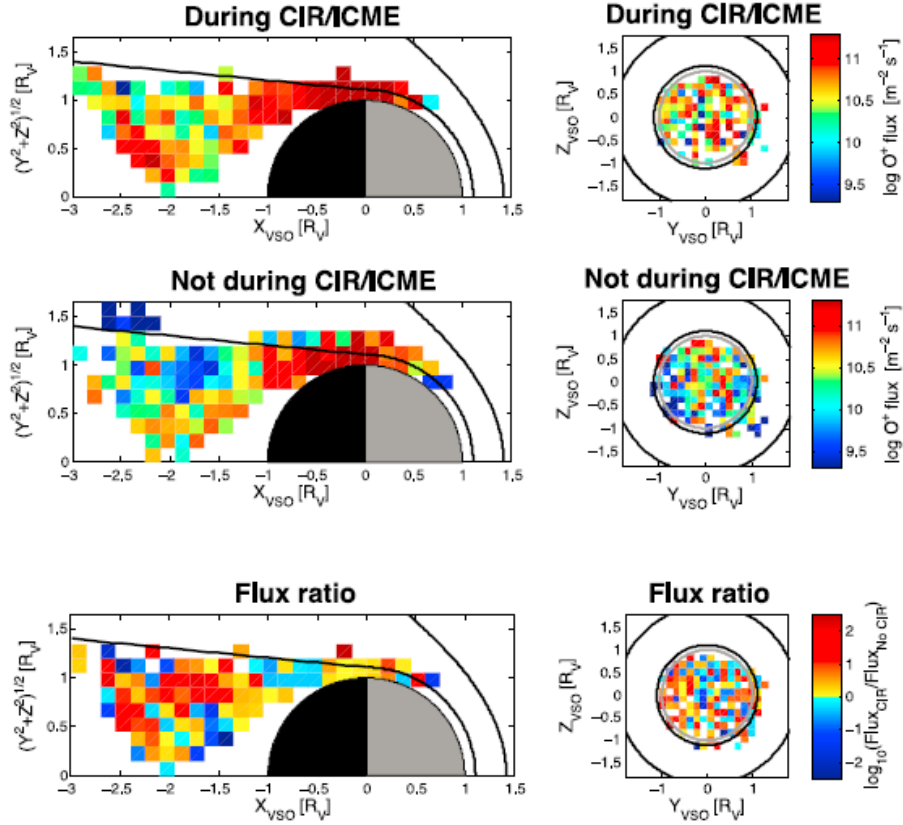 During CIR/ICME
During CIR/ICME
1.5
1
0.5
0
(Y²+Z²)^1/2 [R_V]
-3 -2.5 -2 -1.5 -1 -0.5 0 0.5 1 1.5
X_VSO [R_V]
1.5
1
0.5
0
-0.5
-1
-1.5
Z_VSO [R_V]
-1 0 1
Y_VSO [R_V]
11
10.5
10
9.5
log O⁺ flux [m⁻² s⁻¹]
Not during CIR/ICME
Not during CIR/ICME
1.5
1
0.5
0
(Y²+Z²)^1/2 [R_V]
-3 -2.5 -2 -1.5 -1 -0.5 0 0.5 1 1.5
X_VSO [R_V]
1.5
1
0.5
0
-0.5
-1
-1.5
Z_VSO [R_V]
-1 0 1
Y_VSO [R_V]
11
10.5
10
9.5
log O⁺ flux [m⁻² s⁻¹]
Flux ratio
Flux ratio
1.5
1
0.5
0
(Y²+Z²)^1/2 [R_V]
-3 -2.5 -2 -1.5 -1 -0.5 0 0.5 1 1.5
X_VSO [R_V]
1.5
1
0.5
0
-0.5
-1
-1.5
Z_VSO [R_V]
-1 0 1
Y_VSO [R_V]
2
1
0
-1
-2
log₁₀(Flux_CIR/Flux_No CIR)